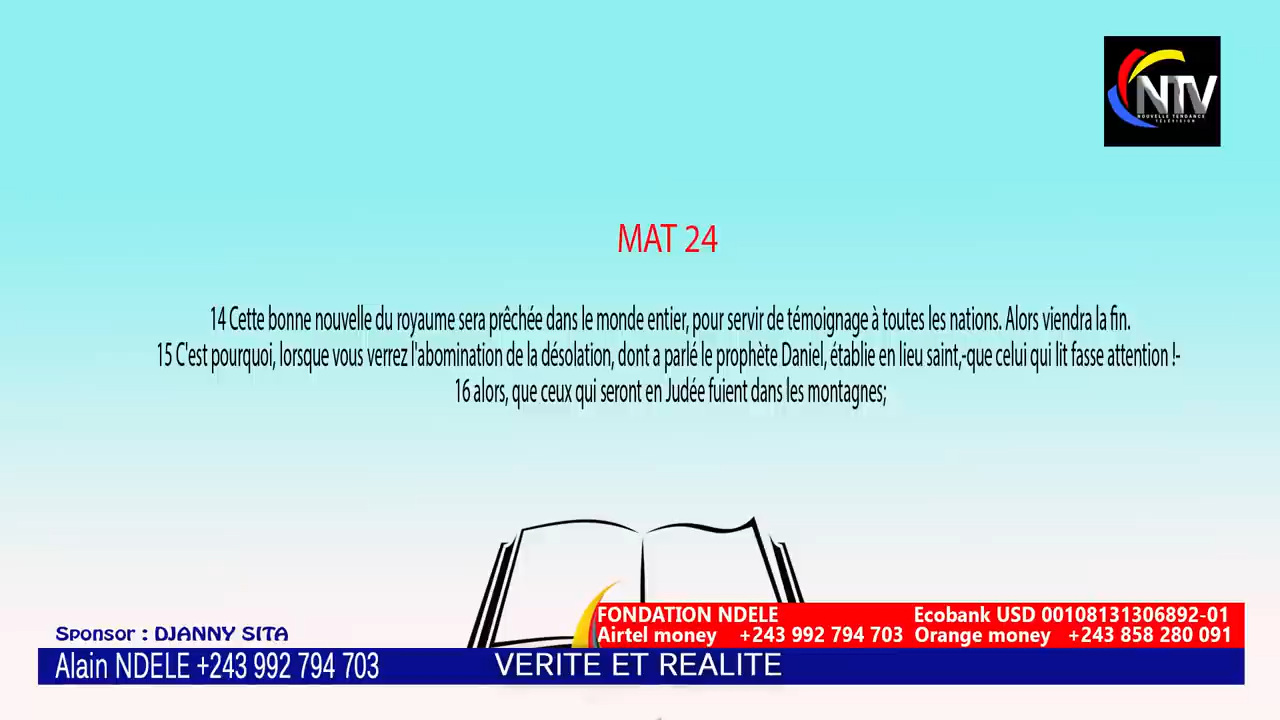 NTV
NOUVELLE TENDANCE
TELEVISION
MAT 24
14 Cette bonne nouvelle du royaume sera prêchée dans le monde entier, pour servir de témoignage à toutes les nations. Alors viendra la fin.
15 C'est pourquoi, lorsque vous verrez l'abomination de la désolation, dont a parlé le prophète Daniel, établie en lieu saint,-que celui qui lit fasse attention !-
16 alors, que ceux qui seront en Judée fuient dans les montagnes;
FONDATION NDELE Ecobank USD 00108131306892-01
Airtel money +243 992 794 703 Orange money +243 858 280 091
Sponsor : DJANNY SITA
Alain NDELE +243 992 794 703 VERITE ET REALITE